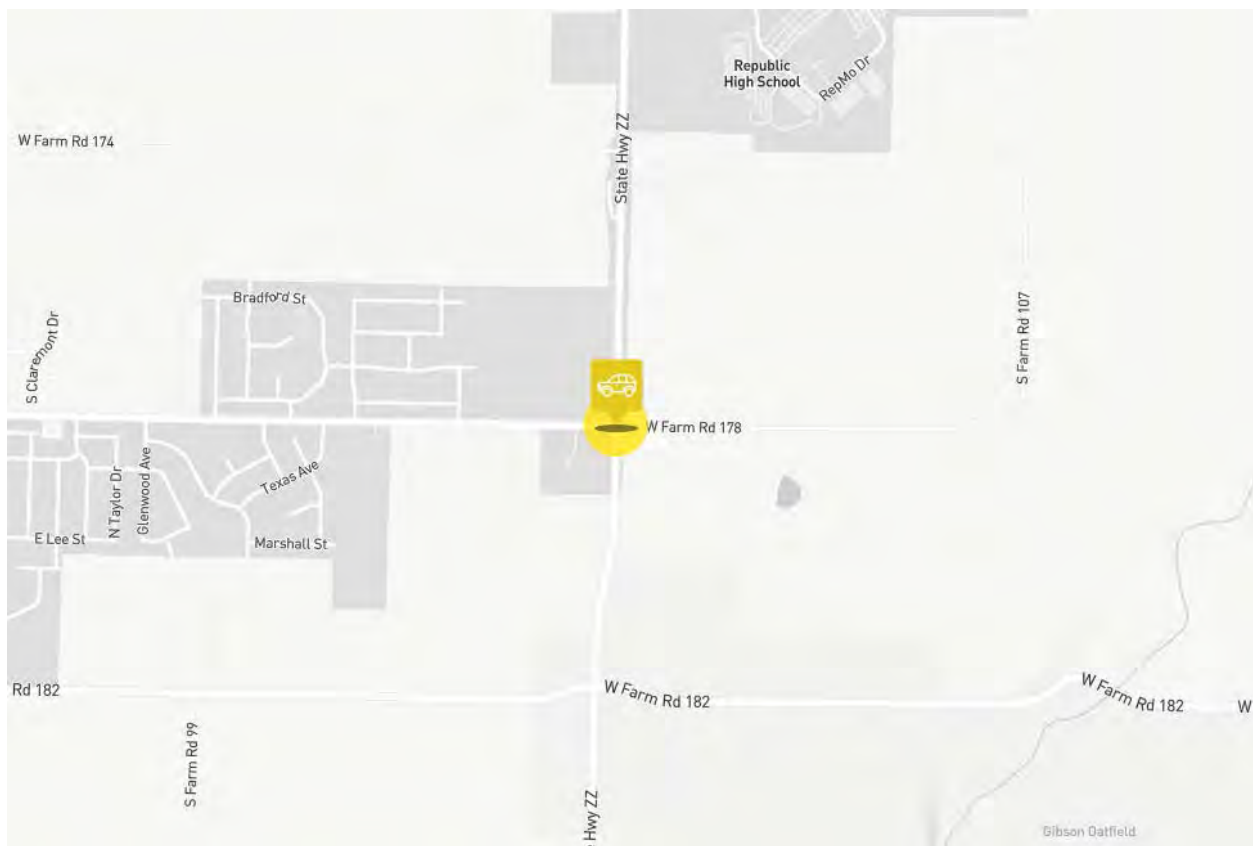 Republic
High School
RepMo Dr
W Farm Rd 174
State Hwy ZZ
Bradford St
S Claremont Dr
S Farm Rd 107
W Farm Rd 178
Texas Ave
N Taylor Dr
Glenwood Ave
E Lee St
Marshall St
Rd 182
W Farm Rd 182
W Farm Rd 182
W
S Farm Rd 99
Hwy ZZ
Gibson Oatfield